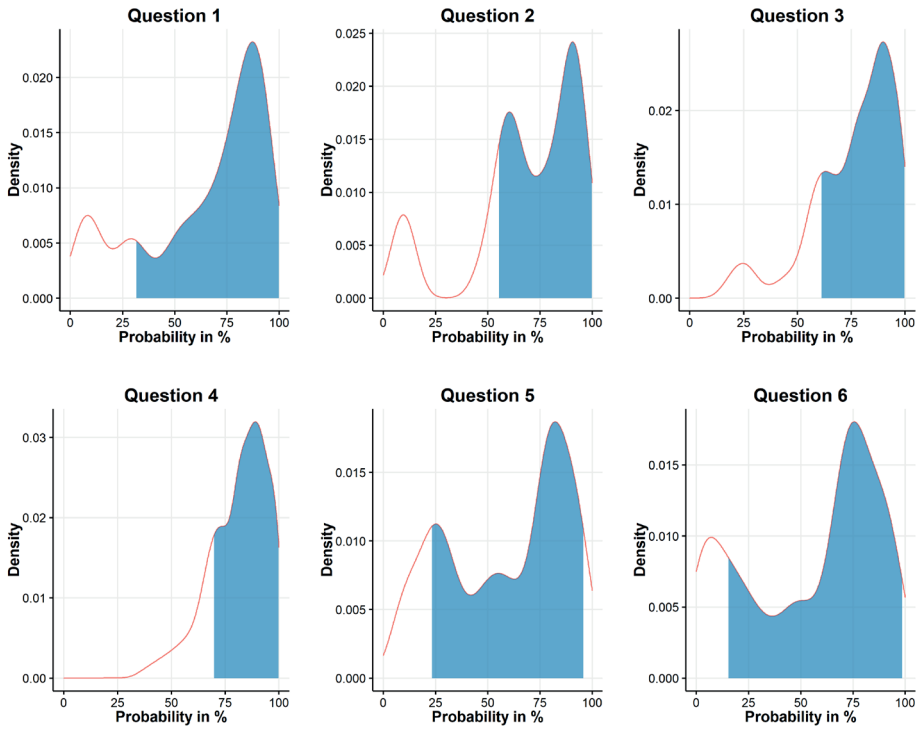 Question 1
Density
0.020
0.015
0.010
0.005
0.000
0 25 50 75 100
Probability in %
Question 2
Density
0.025
0.020
0.015
0.010
0.005
0.000
0 25 50 75 100
Probability in %
Question 3
Density
0.02
0.01
0.00
0 25 50 75 100
Probability in %
Question 4
Density
0.03
0.02
0.01
0.00
0 25 50 75 100
Probability in %
Question 5
Density
0.015
0.010
0.005
0.000
0 25 50 75 100
Probability in %
Question 6
Density
0.015
0.010
0.005
0.000
0 25 50 75 100
Probability in %